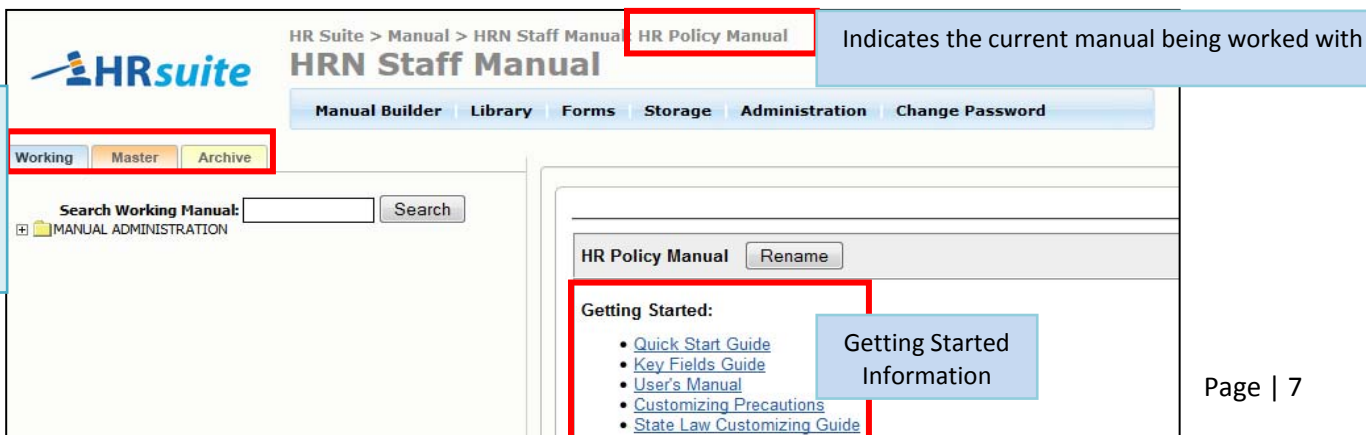 HR Suite > Manual > HRN Staff Manual: HR Policy Manual
Indicates the current manual being worked with
HRsuite
HRN Staff Manual
Manual Builder Library Forms Storage Administration Change Password
Working Master Archive
Search Working Manual: Search
MANUAL ADMINISTRATION
HR Policy Manual Rename
Getting Started:
• Quick Start Guide
• Key Fields Guide
• User's Manual
• Customizing Precautions
• State Law Customizing Guide
Getting Started
Information
Page | 7